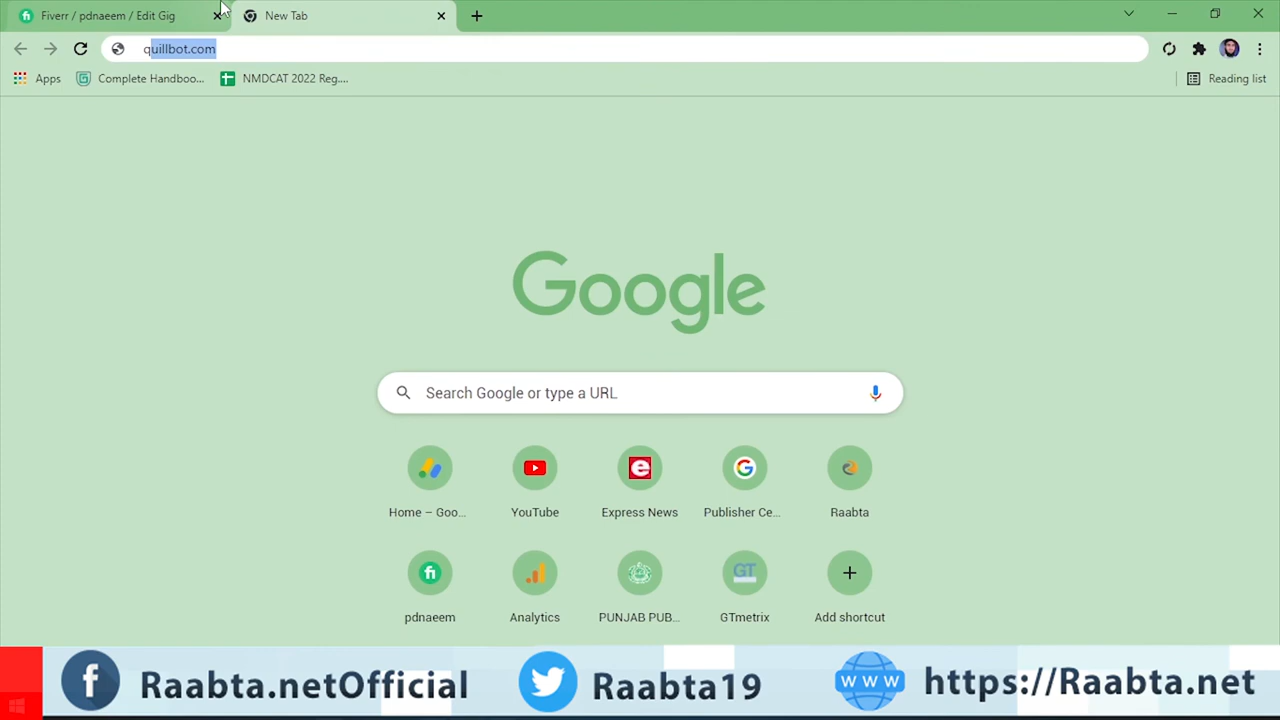 Fiverr / pdnaeem / Edit Gig
New Tab
quillbot.com
Apps
Complete Handboo...
NMDCAT 2022 Reg....
Reading list
Google
Search Google or type a URL
Home – Goo...
YouTube
Express News
Publisher Ce...
Raabta
pdnaeem
Analytics
PUNJAB PUB...
GTmetrix
Add shortcut
Raabta.netOfficial
Raabta19
WWW
https://Raabta.net